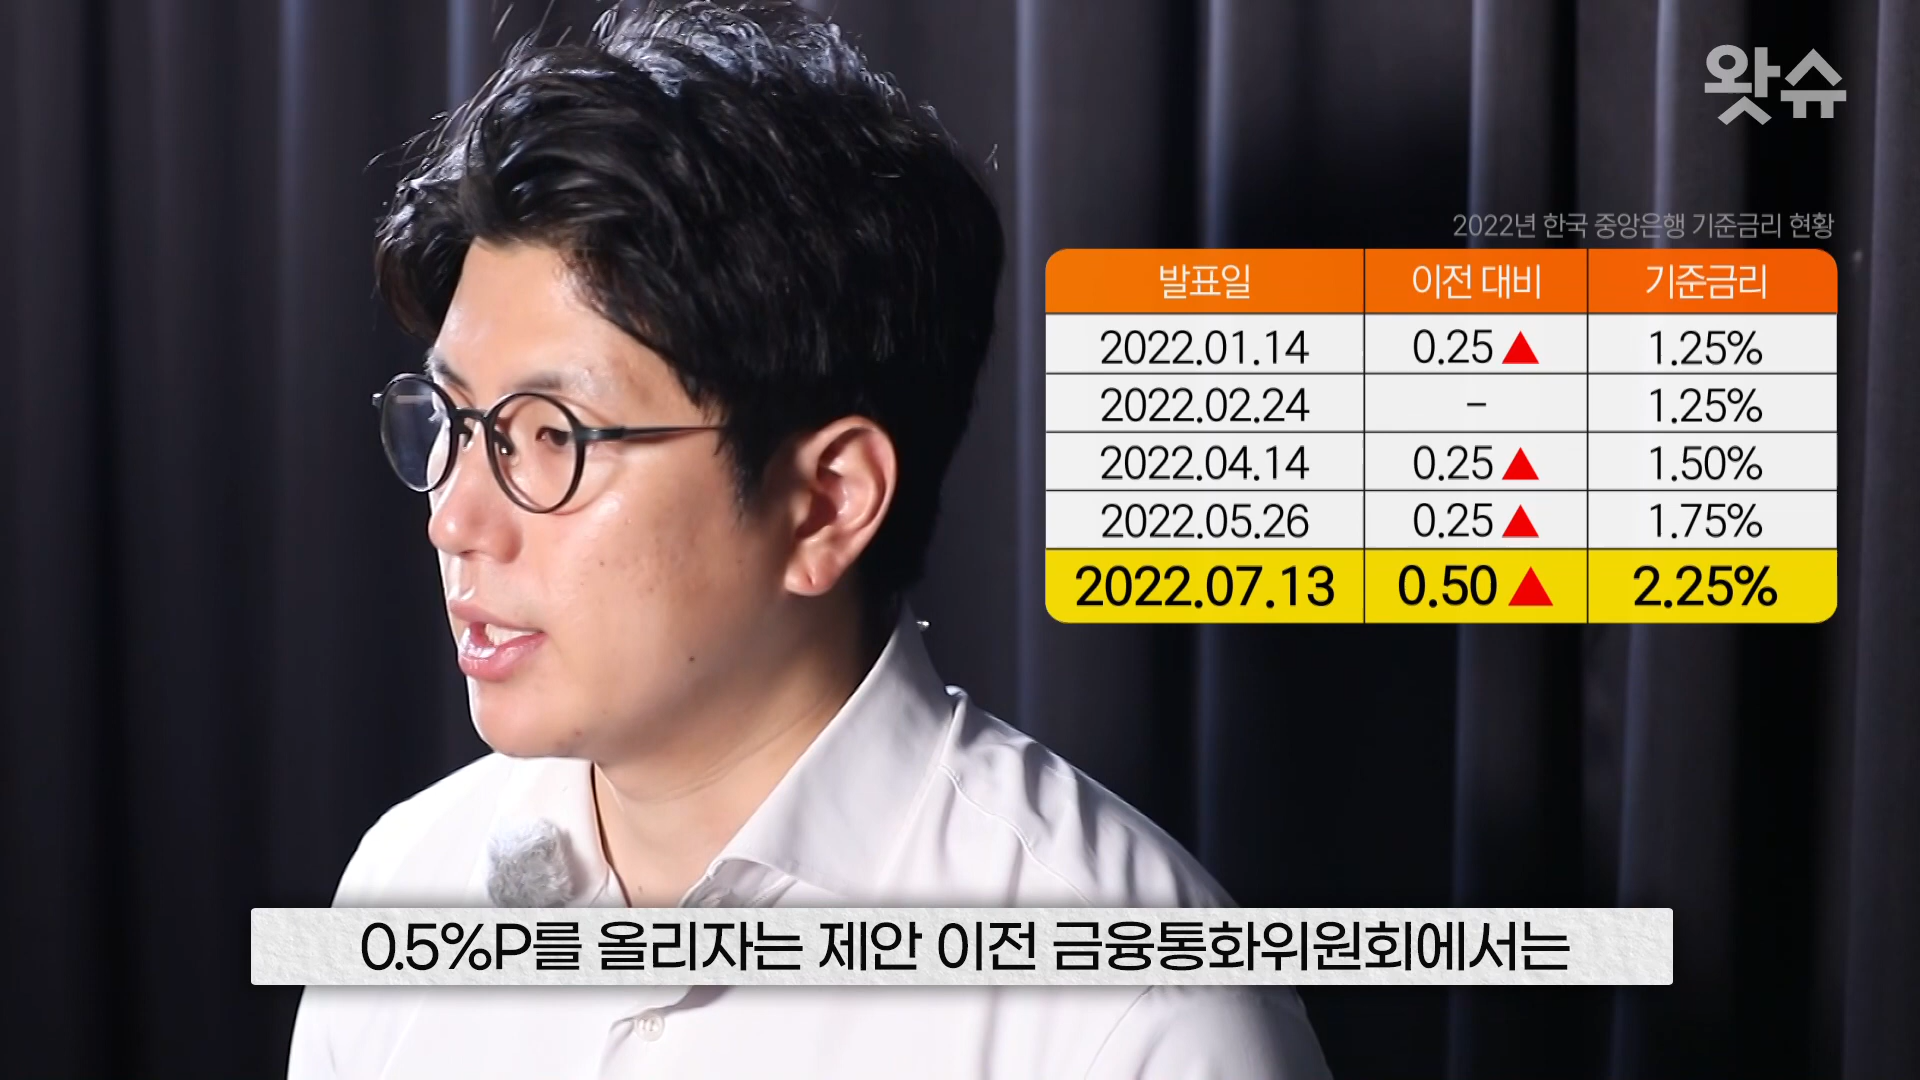 왓슈
2022년 한국 중앙은행 기준금리 현황
발표일 이전 대비 기준금리
2022.01.14 0.25▲ 1.25%
2022.02.24 - 1.25%
2022.04.14 0.25▲ 1.50%
2022.05.26 0.25▲ 1.75%
2022.07.13 0.50▲ 2.25%
0.5%P를 올리자는 제안 이전 금융통화위원회에서는